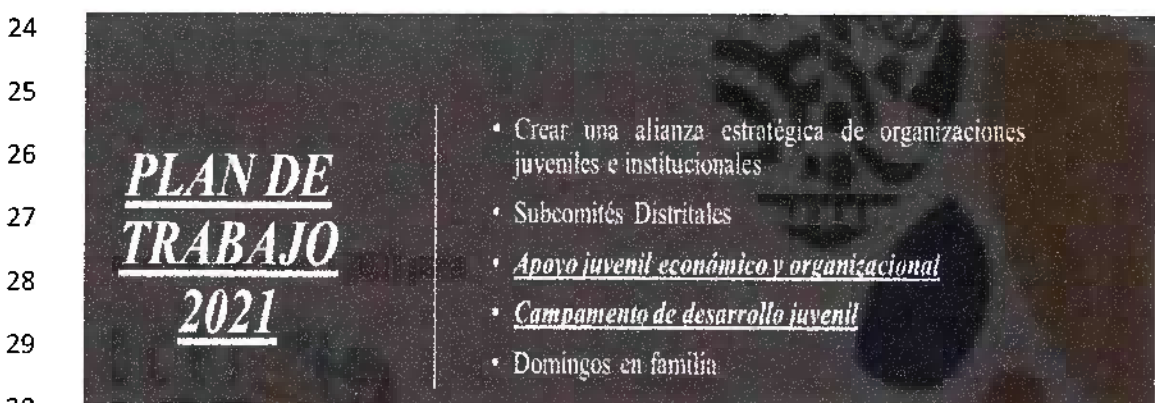 24
25
26
27
28
29
PLAN DE
TRABAJO
2021
• Crear una alianza estratégica de organizaciones
juveniles e institucionales
• Subcomités Distritales
• Apoyo juvenil económico y organizacional
• Campamento de desarrollo juvenil
• Domingos en familia